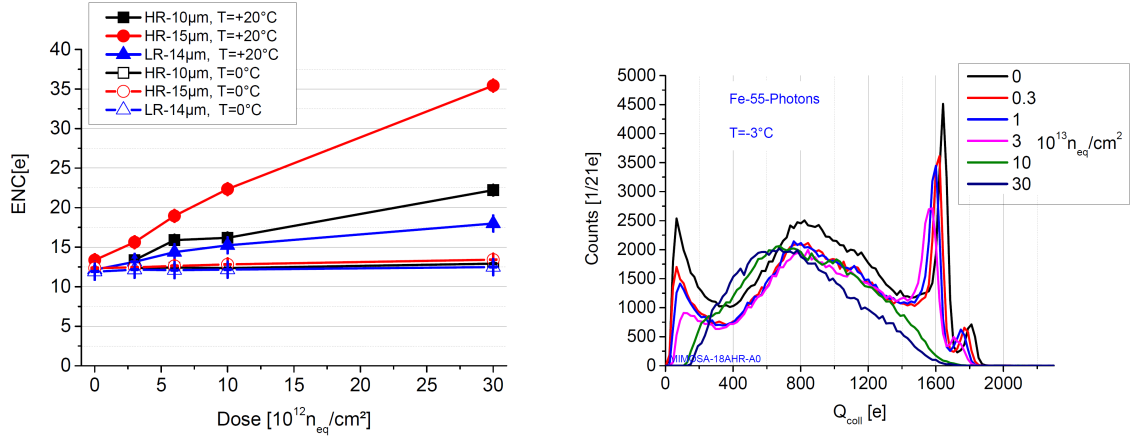 HR-10µm, T=+20°C
HR-15µm, T=+20°C
LR-14µm, T=+20°C
HR-10µm, T=0°C
HR-15µm, T=0°C
LR-14µm, T=0°C
40
35
30
25
20
15
10
5
0
ENC[e]
0 5 10 15 20 25 30
Dose [10¹²n_eq/cm²]
0
0.3
1
3 10¹³n_eq/cm²
10
30
Fe-55-Photons
T=-3°C
5000
4500
4000
3500
3000
2500
2000
1500
1000
500
0
Counts [1/21e]
MIMOSA-18AHR-A0
0 400 800 1200 1600 2000
Q_coll [e]